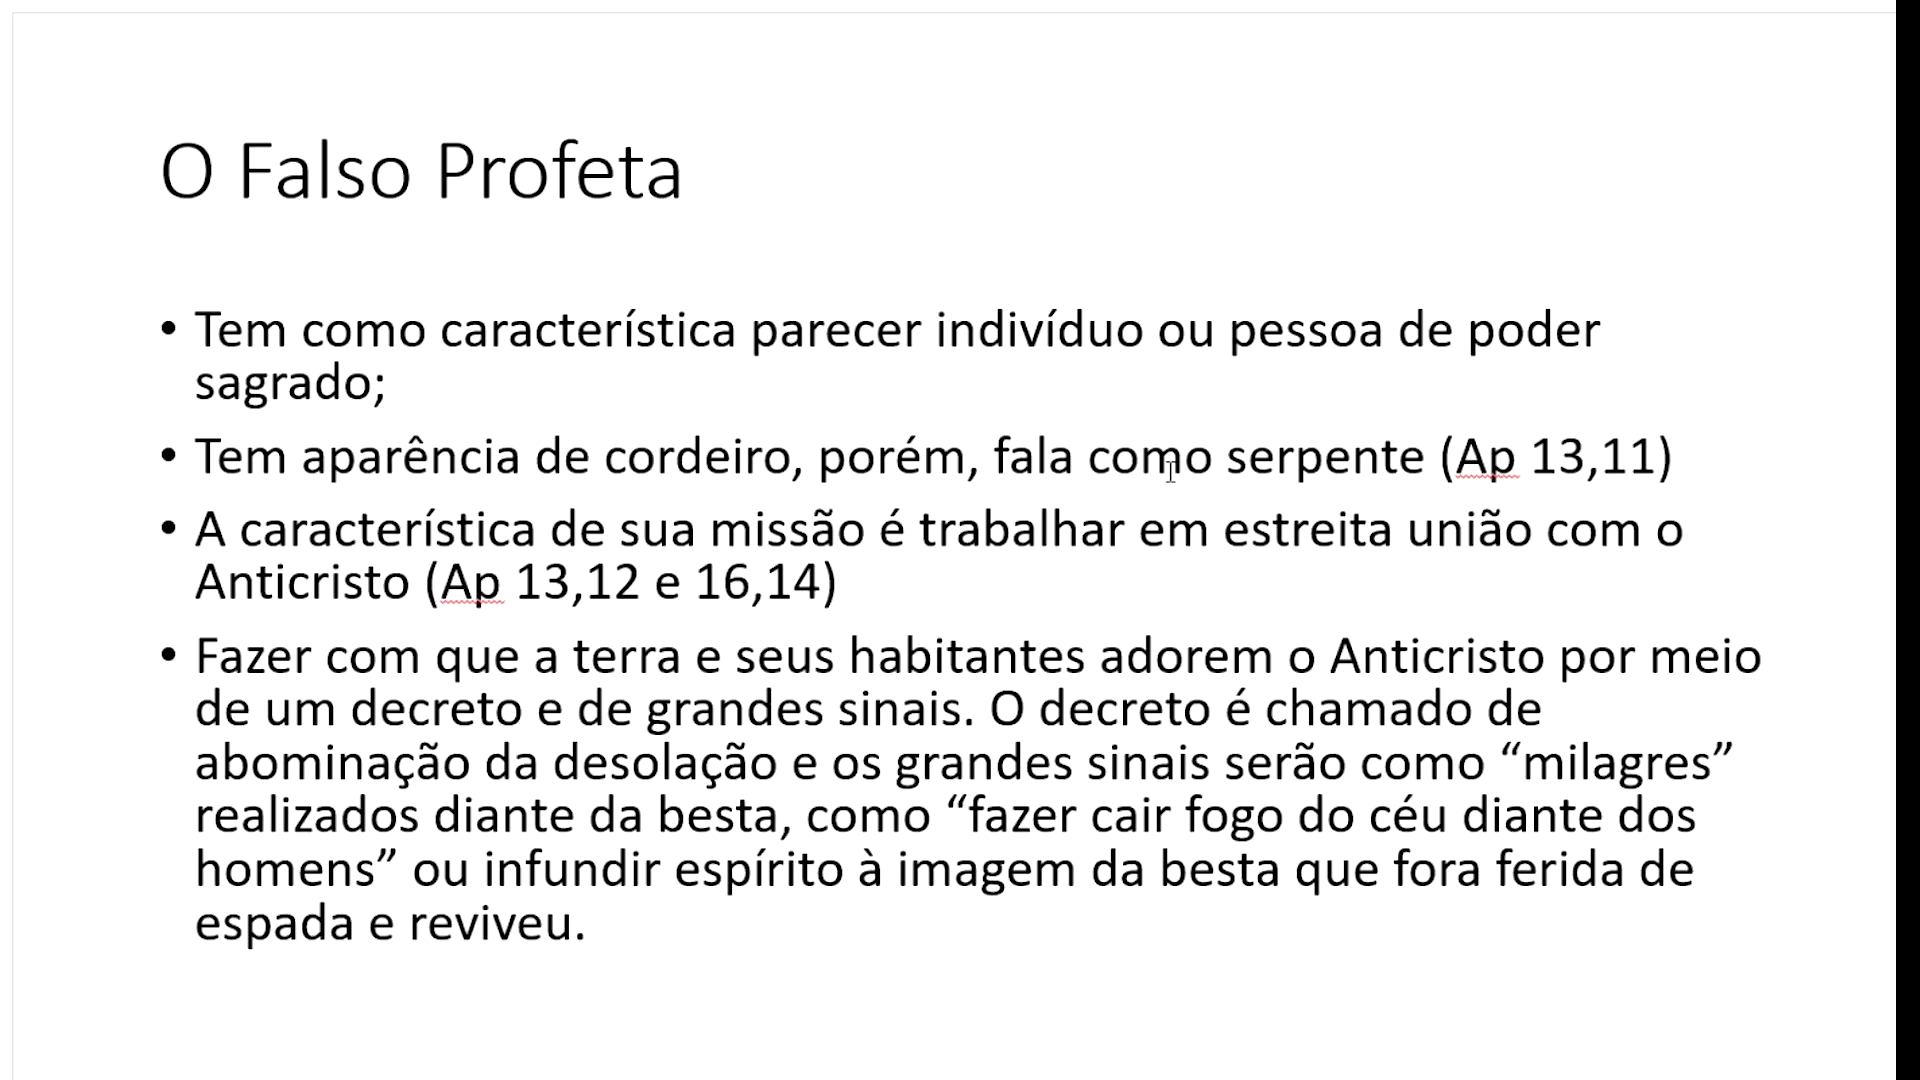 O Falso Profeta
• Tem como característica parecer indivíduo ou pessoa de poder
sagrado;
• Tem aparência de cordeiro, porém, fala como serpente (Ap 13,11)
• A característica de sua missão é trabalhar em estreita união com o
Anticristo (Ap 13,12 e 16,14)
• Fazer com que a terra e seus habitantes adorem o Anticristo por meio
de um decreto e de grandes sinais. O decreto é chamado de
abominação da desolação e os grandes sinais serão como “milagres”
realizados diante da besta, como “fazer cair fogo do céu diante dos
homens” ou infundir espírito à imagem da besta que fora ferida de
espada e reviveu.